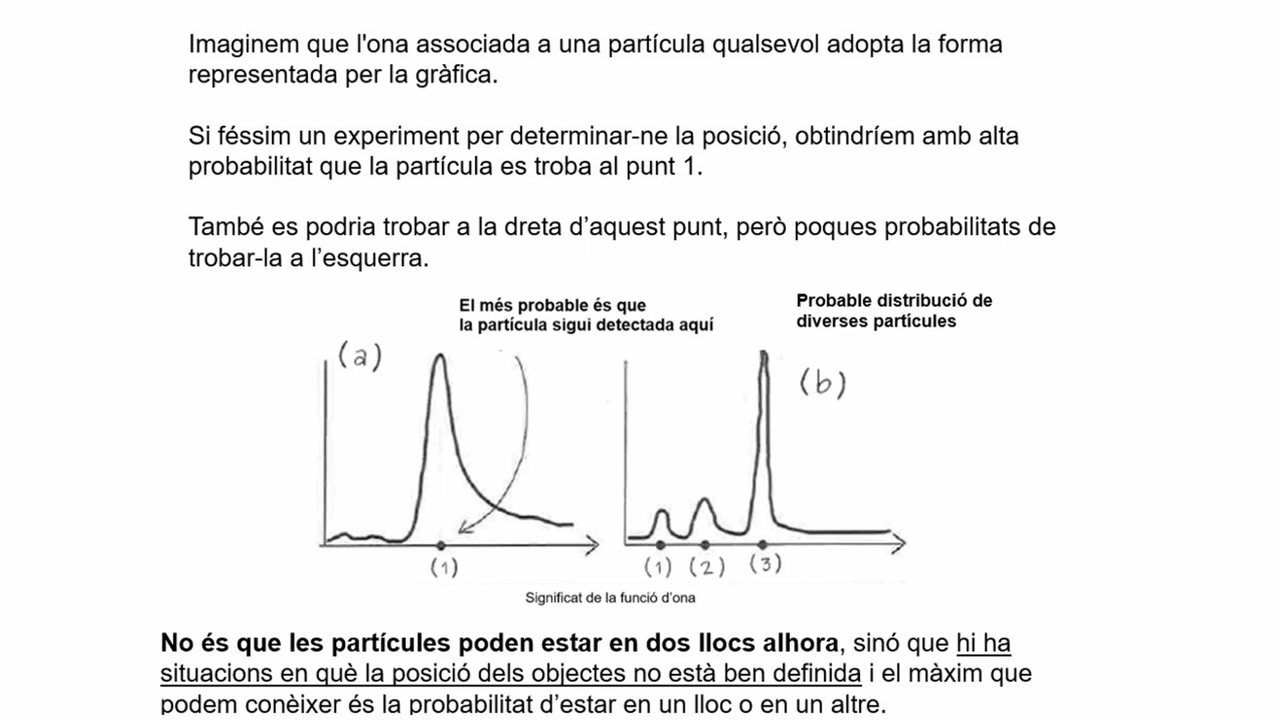 Imaginem que l'ona associada a una partícula qualsevol adopta la forma
representada per la gràfica.
Si féssim un experiment per determinar-ne la posició, obtindríem amb alta
probabilitat que la partícula es troba al punt 1.
També es podria trobar a la dreta d’aquest punt, però poques probabilitats de
trobar-la a l’esquerra.
El més probable és que
la partícula sigui detectada aquí
Probable distribució de
diverses partícules
(a)
(b)
(1)
(1) (2) (3)
Significat de la funció d’ona
No és que les partícules poden estar en dos llocs alhora, sinó que hi ha
situacions en què la posició dels objectes no està ben definida i el màxim que
podem conèixer és la probabilitat d’estar en un lloc o en un altre.